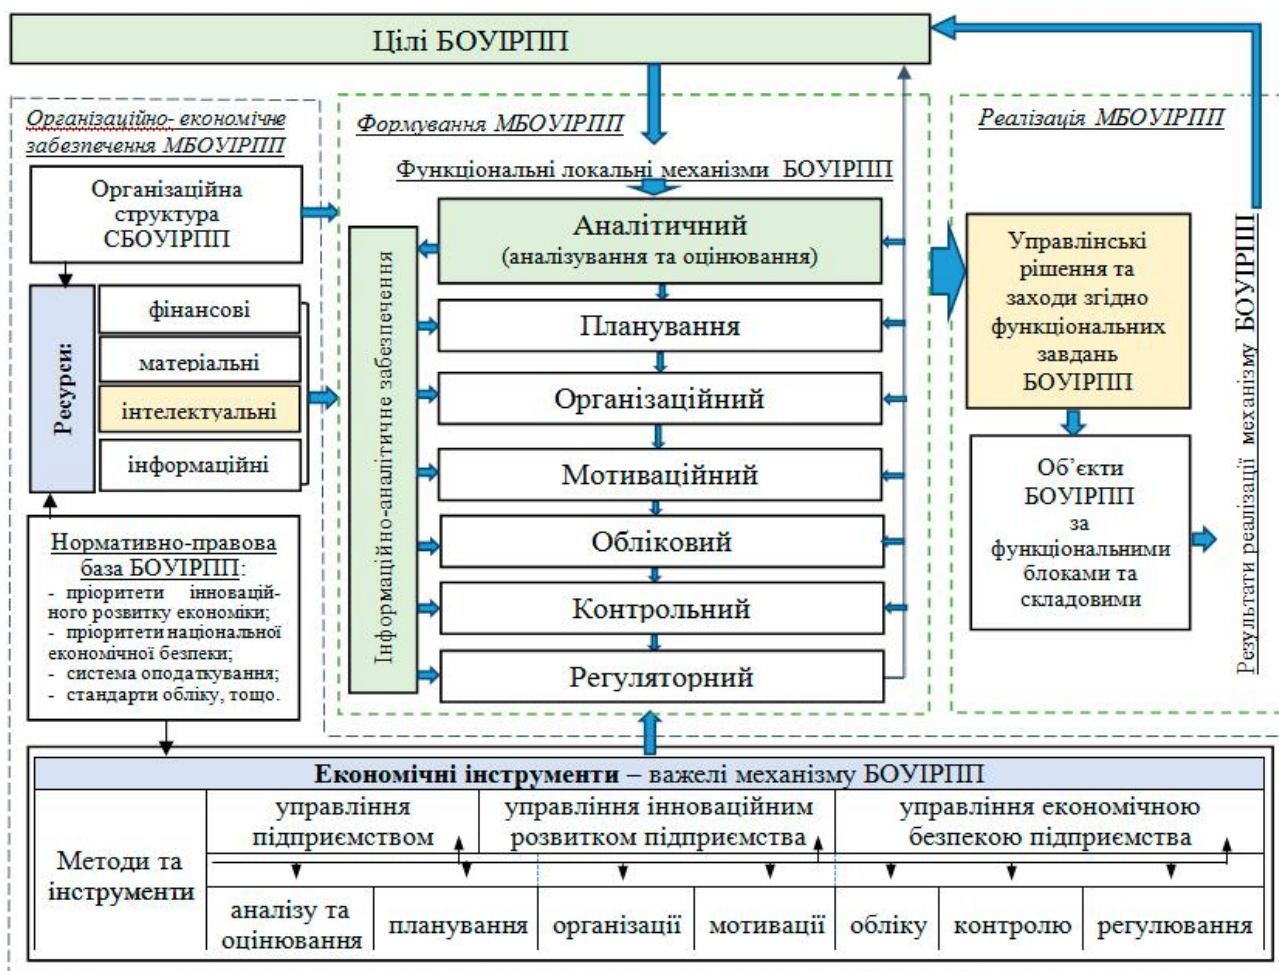 Цілі БОУІРПП
Організаційно- економічне
забезпечення МБОУІРПП
Організаційна
структура
СБОУІРПП
Ресурси:
фінансові
матеріальні
інтелектуальні
інформаційні
Нормативно-правова
база БОУІРПП:
- пріоритети інновацій-
ного розвитку економіки;
- пріоритети національної
економічної безпеки;
- система оподаткування;
- стандарти обліку, тощо.
Формування МБОУІРПП
Функціональні локальні механізми БОУІРПП
Інформаційно-аналітичне забезпечення
Аналітичний
(аналізування та оцінювання)
Планування
Організаційний
Мотиваційний
Обліковий
Контрольний
Регуляторний
Реалізація МБОУІРПП
Управлінські
рішення та
заходи згідно
функціональних
завдань
БОУІРПП
Об’єкти
БОУІРПП
за
функціональними
блоками та
складовими
Результати реалізації механізму БОУІРПП
Економічні інструменти – важелі механізму БОУІРПП
Методи та
інструменти
управління
підприємством
управління інноваційним
розвитком підприємства
управління економічною
безпекою підприємства
аналізу та
оцінювання
планування
організації
мотивації
обліку
контролю
регулювання